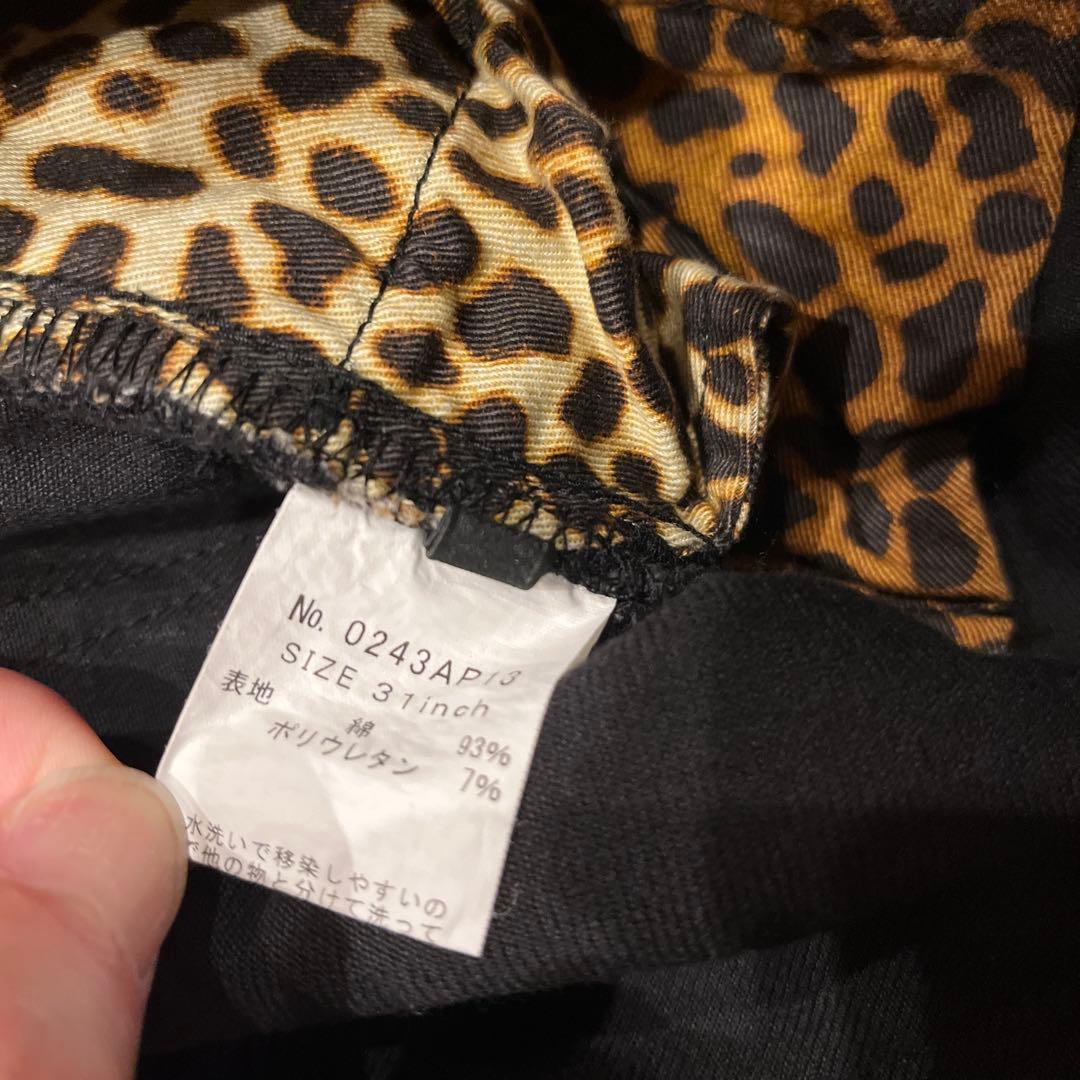 No. 0243AP13
SIZE 31inch
表地
綿 93%
ポリウレタン 7%
水洗いで移染しやすいの
で他の物と分けて洗って